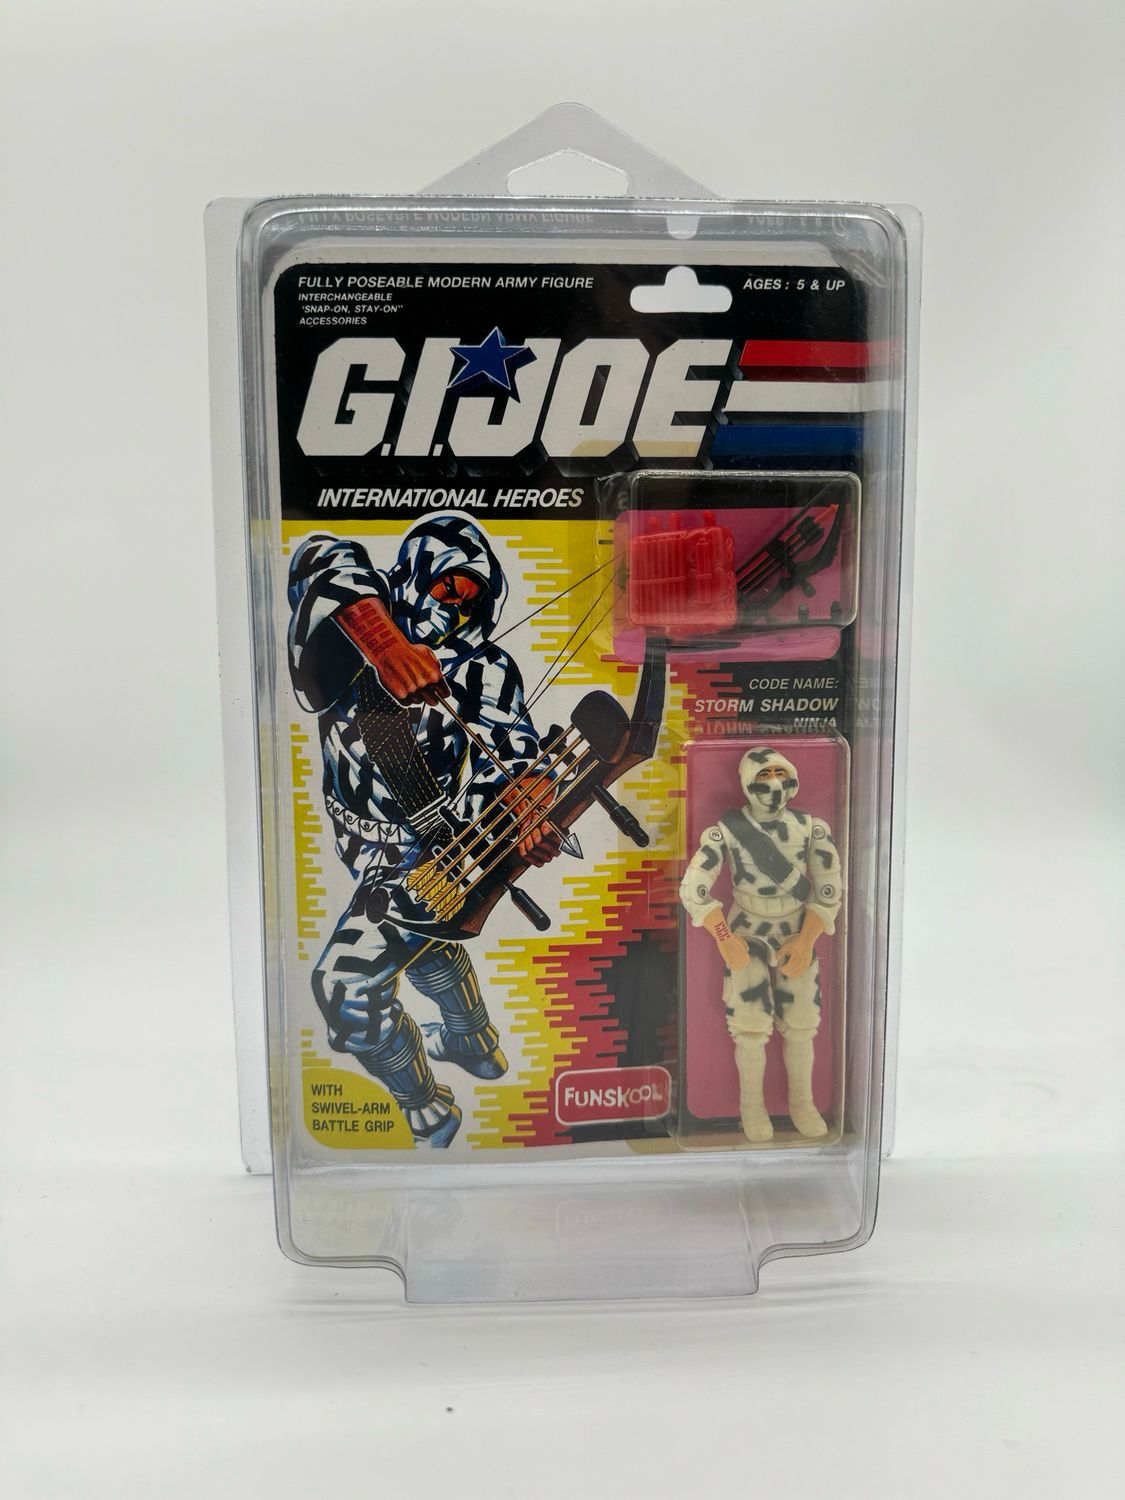 FULLY POSEABLE MODERN ARMY FIGURE
INTERCHANGEABLE
"SNAP-ON, STAY-ON"
ACCESSORIES
AGES: 5 & UP
G.I.JOE
INTERNATIONAL HEROES
CODE NAME:
STORM SHADOW
NINJA
WITH
SWIVEL-ARM
BATTLE GRIP
FUNSKOOL